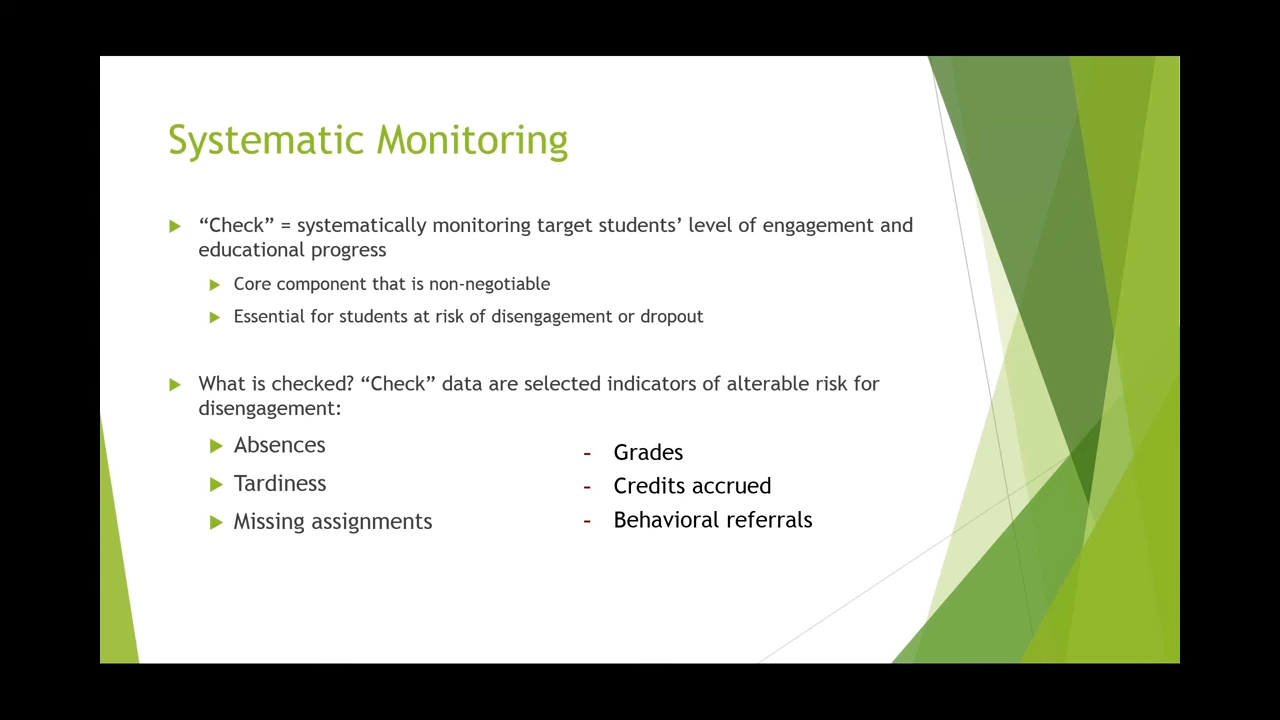 Systematic Monitoring
“Check” = systematically monitoring target students’ level of engagement and
educational progress
Core component that is non-negotiable
Essential for students at risk of disengagement or dropout
What is checked? “Check” data are selected indicators of alterable risk for
disengagement:
Absences
Tardiness
Missing assignments
- Grades
- Credits accrued
- Behavioral referrals